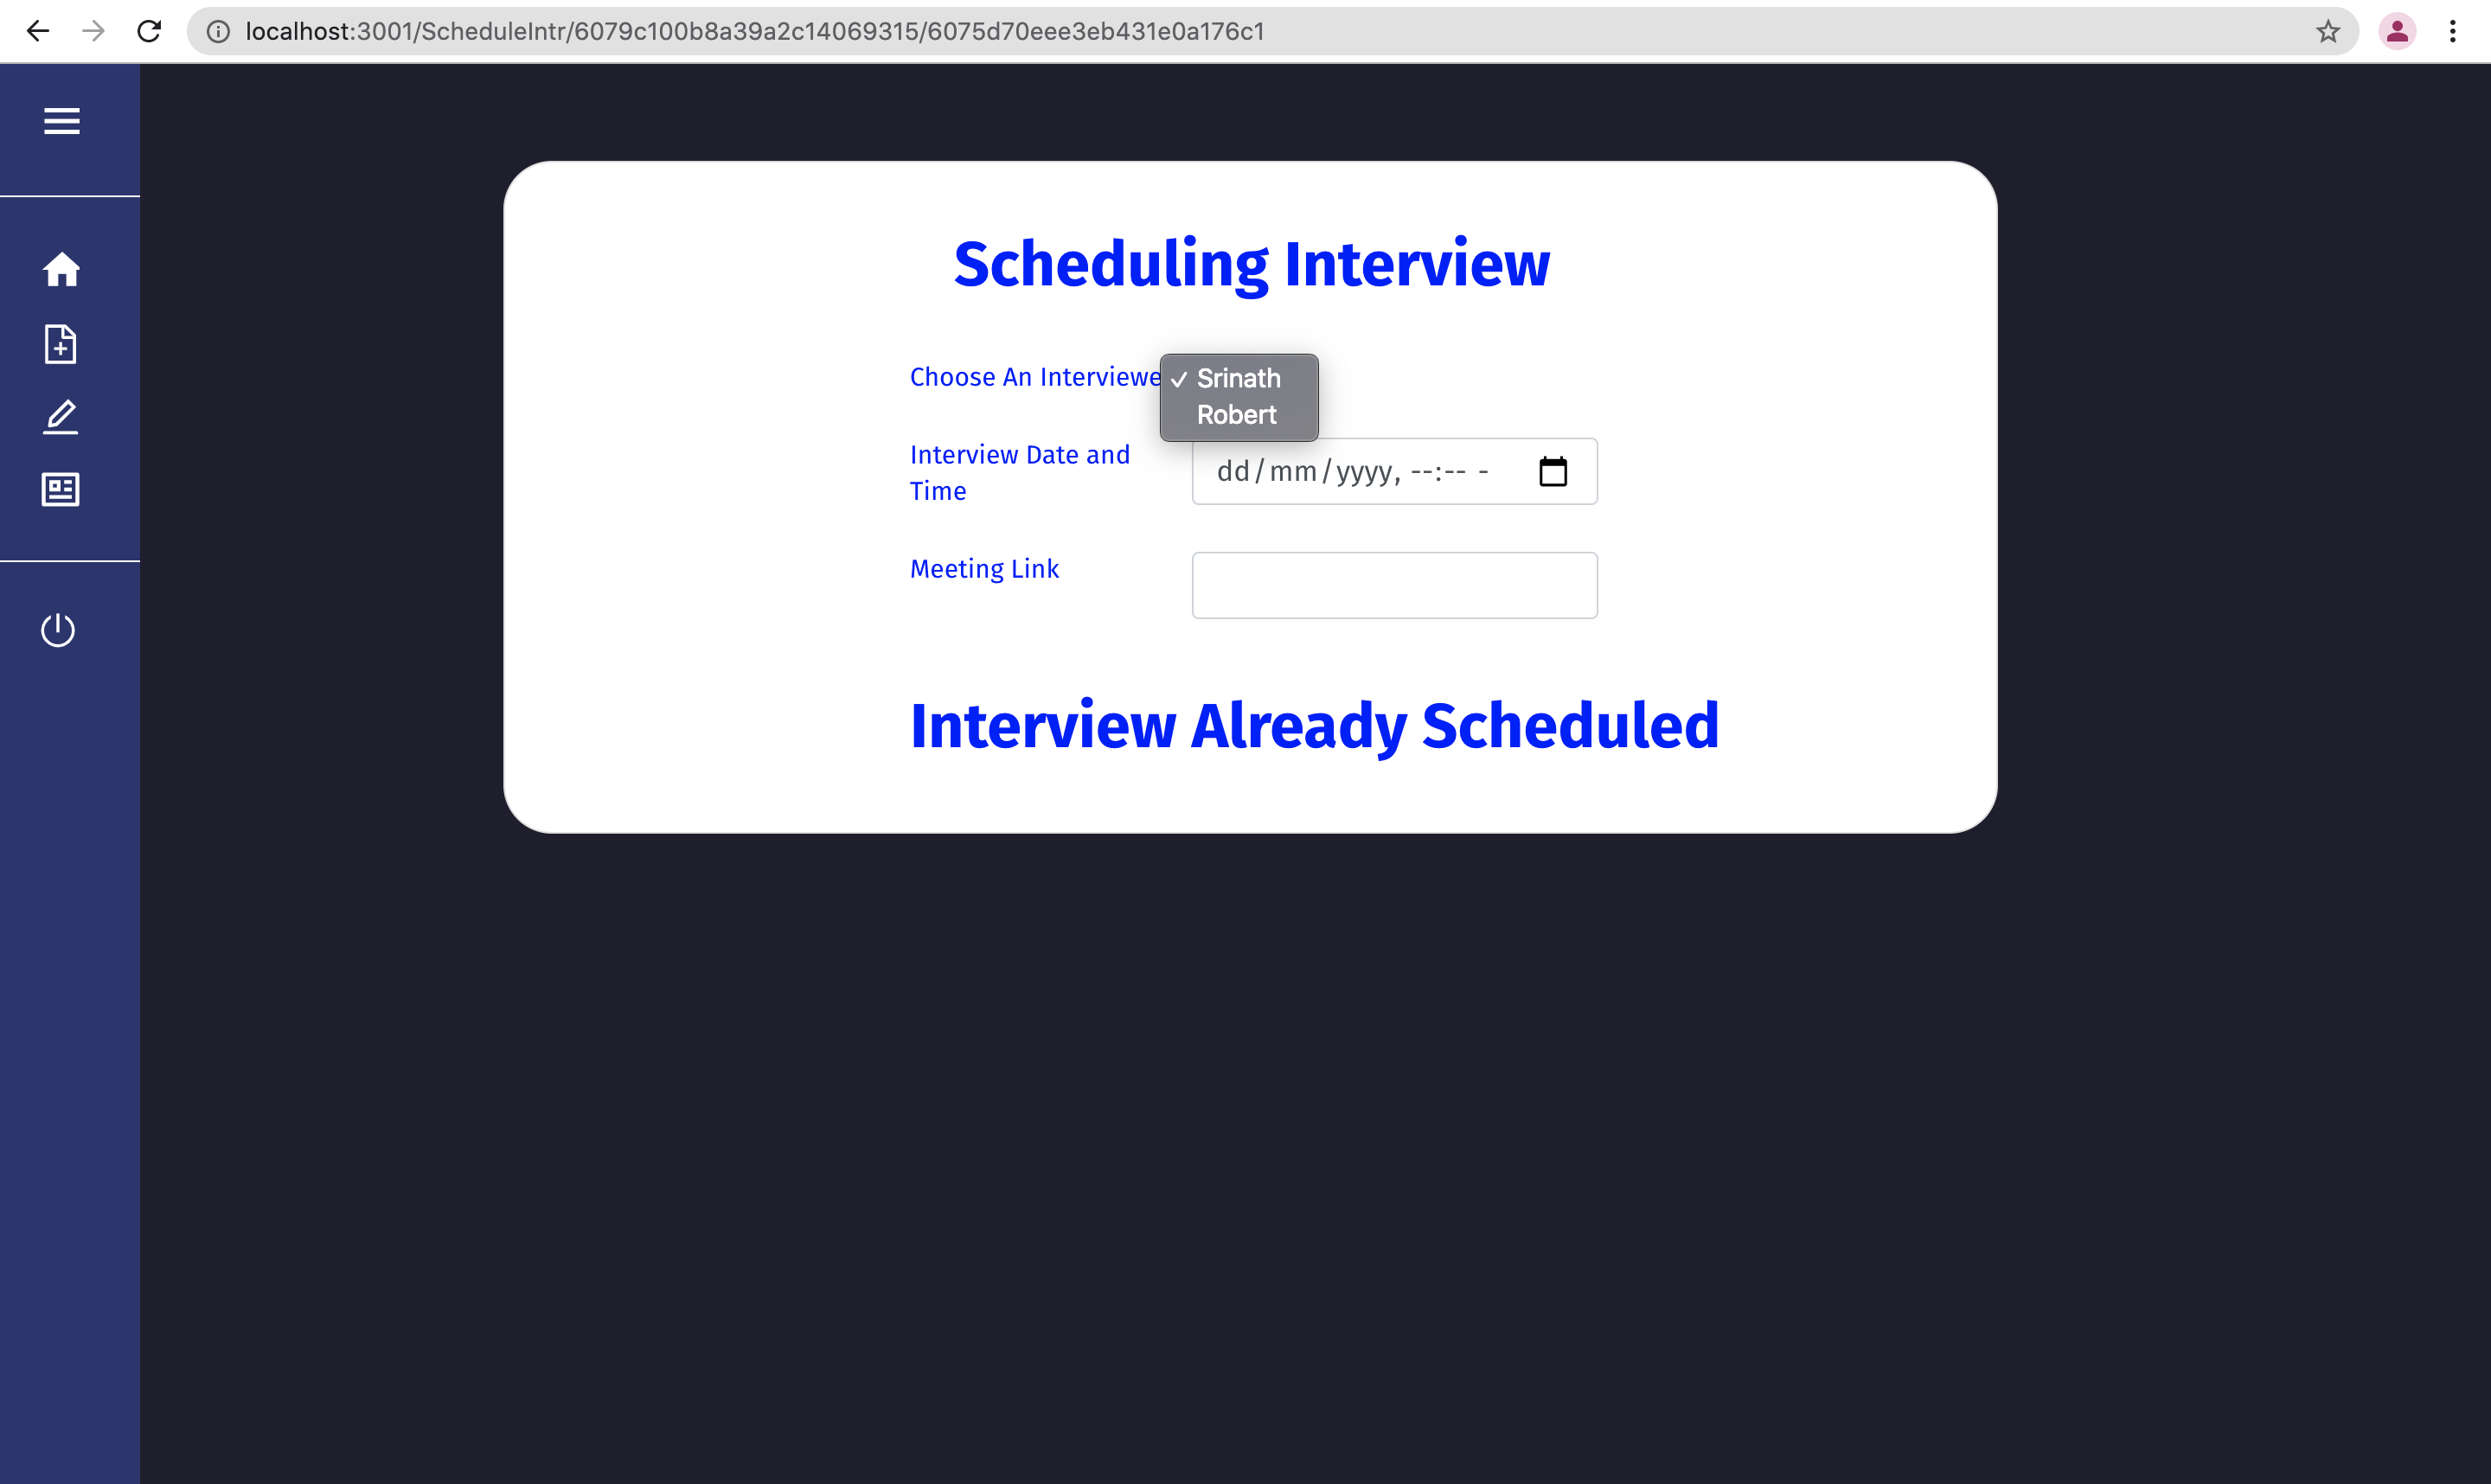 localhost:3001/ScheduleIntr/6079c100b8a39a2c14069315/6075d70eee3eb431e0a176c1
Scheduling Interview
Choose An Interviewe
✓ Srinath
Robert
Interview Date and
Time
dd/mm/yyyy, --:-- -
Meeting Link
Interview Already Scheduled